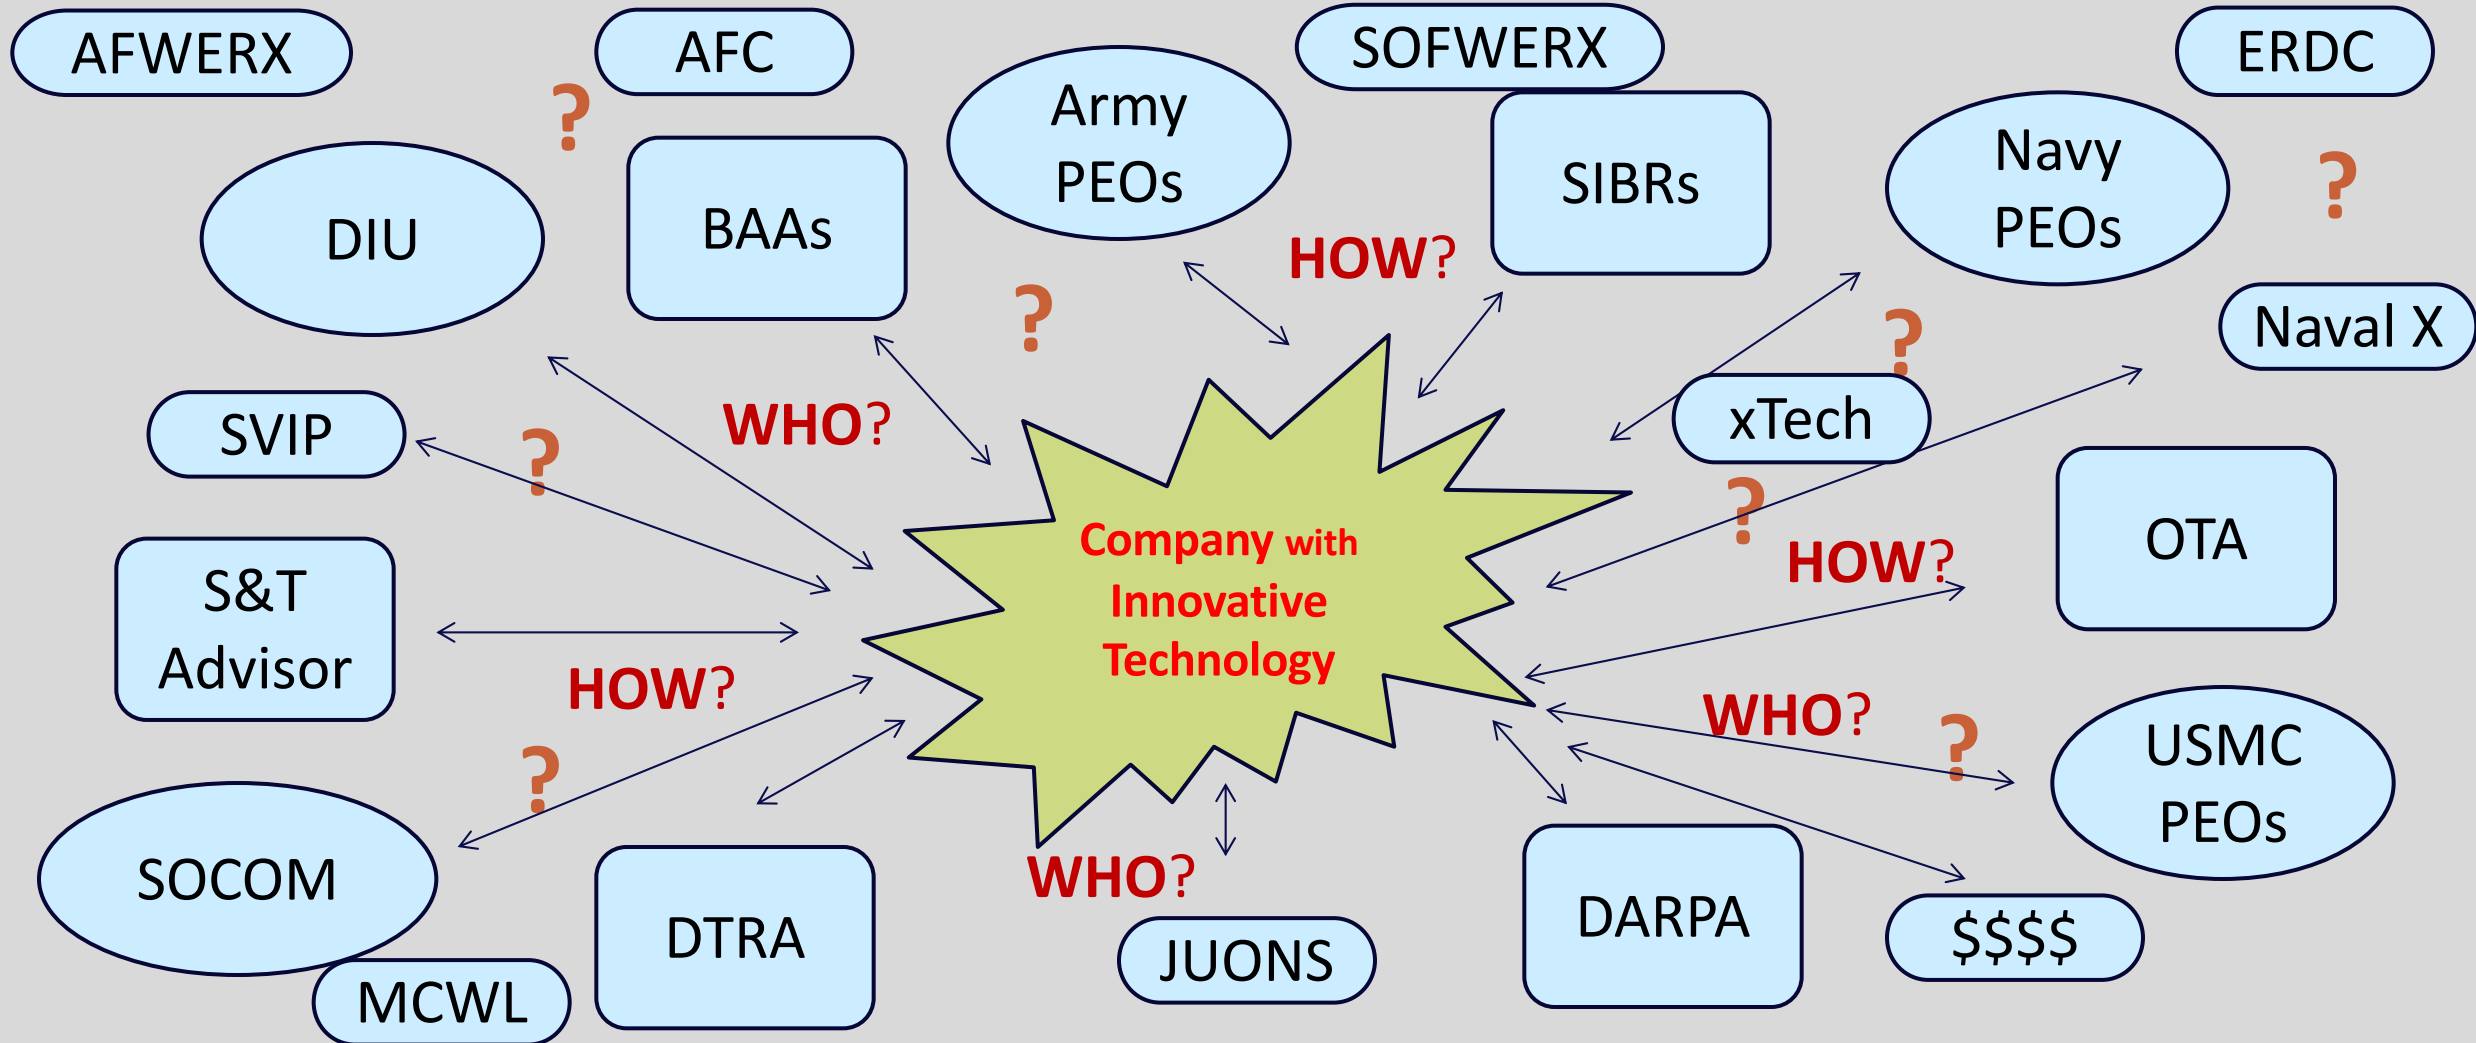 AFWERX
AFC
SOFWERX
ERDC
?
Army
PEOs
SIBRs
Navy
PEOs
?
DIU
BAAs
HOW?
?
?
Naval X
SVIP
?
WHO?
xTech
?
Company with
Innovative
Technology
HOW?
OTA
S&T
Advisor
HOW?
WHO?
?
USMC
PEOs
?
SOCOM
WHO?
DTRA
JUONS
DARPA
$$$$
MCWL